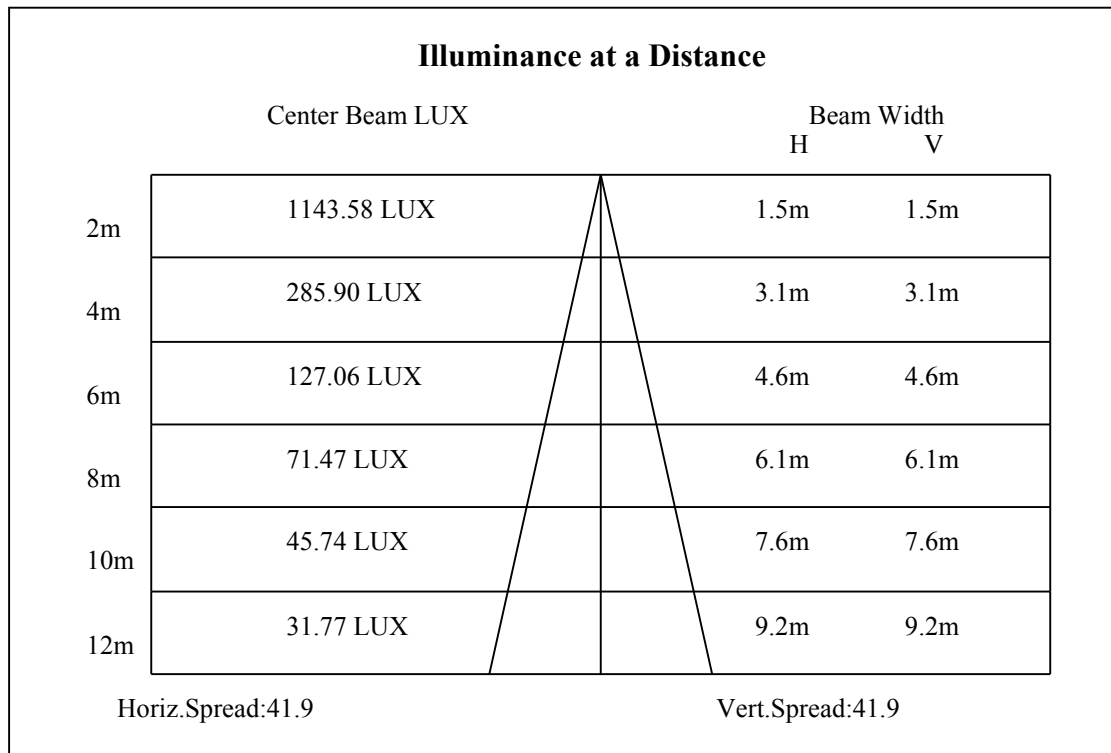 Illuminance at a Distance
Center Beam LUX Beam Width
H V
2m 1143.58 LUX 1.5m 1.5m
4m 285.90 LUX 3.1m 3.1m
6m 127.06 LUX 4.6m 4.6m
8m 71.47 LUX 6.1m 6.1m
10m 45.74 LUX 7.6m 7.6m
12m 31.77 LUX 9.2m 9.2m
Horiz.Spread:41.9 Vert.Spread:41.9